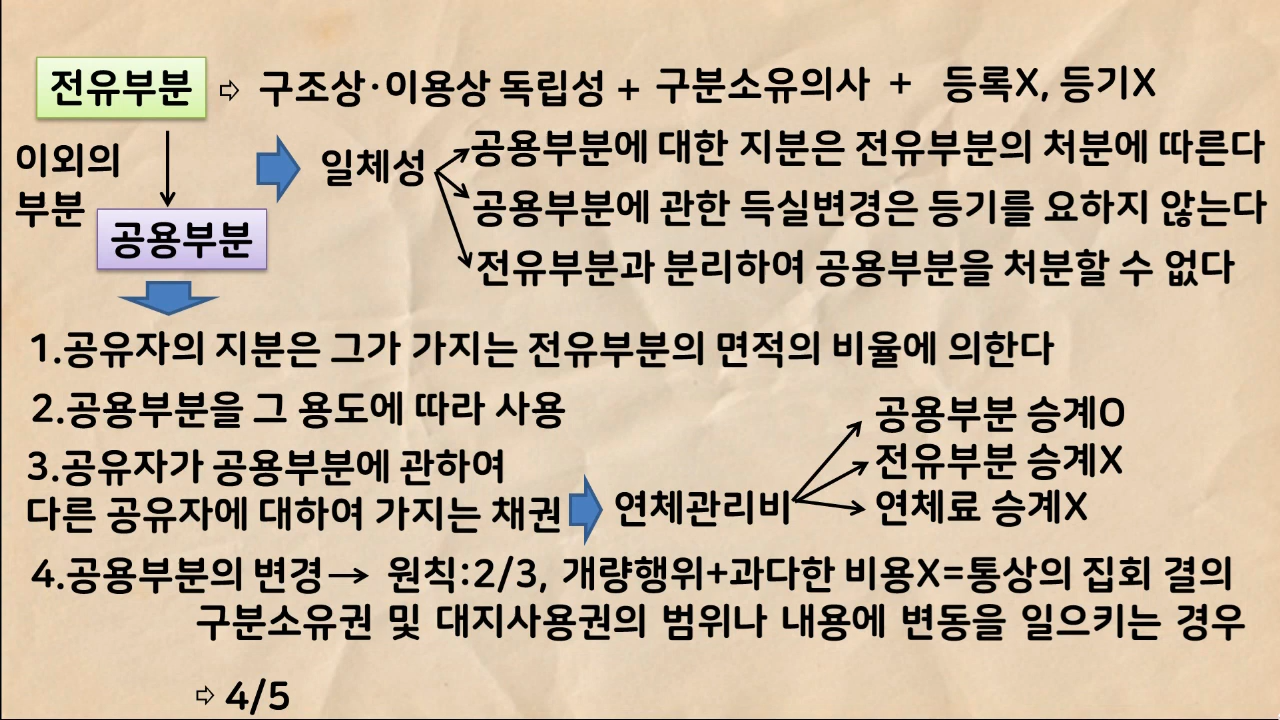 전유부분 ⇨ 구조상·이용상 독립성 + 구분소유의사 + 등록X, 등기X
이외의
부분
공용부분
일체성
공용부분에 대한 지분은 전유부분의 처분에 따른다
공용부분에 관한 득실변경은 등기를 요하지 않는다
전유부분과 분리하여 공용부분을 처분할 수 없다
1.공유자의 지분은 그가 가지는 전유부분의 면적의 비율에 의한다
2.공용부분을 그 용도에 따라 사용
3.공유자가 공용부분에 관하여
다른 공유자에 대하여 가지는 채권
연체관리비
공용부분 승계O
전유부분 승계X
연체료 승계X
4.공용부분의 변경→ 원칙:2/3, 개량행위+과다한 비용X=통상의 집회 결의
구분소유권 및 대지사용권의 범위나 내용에 변동을 일으키는 경우
⇨ 4/5